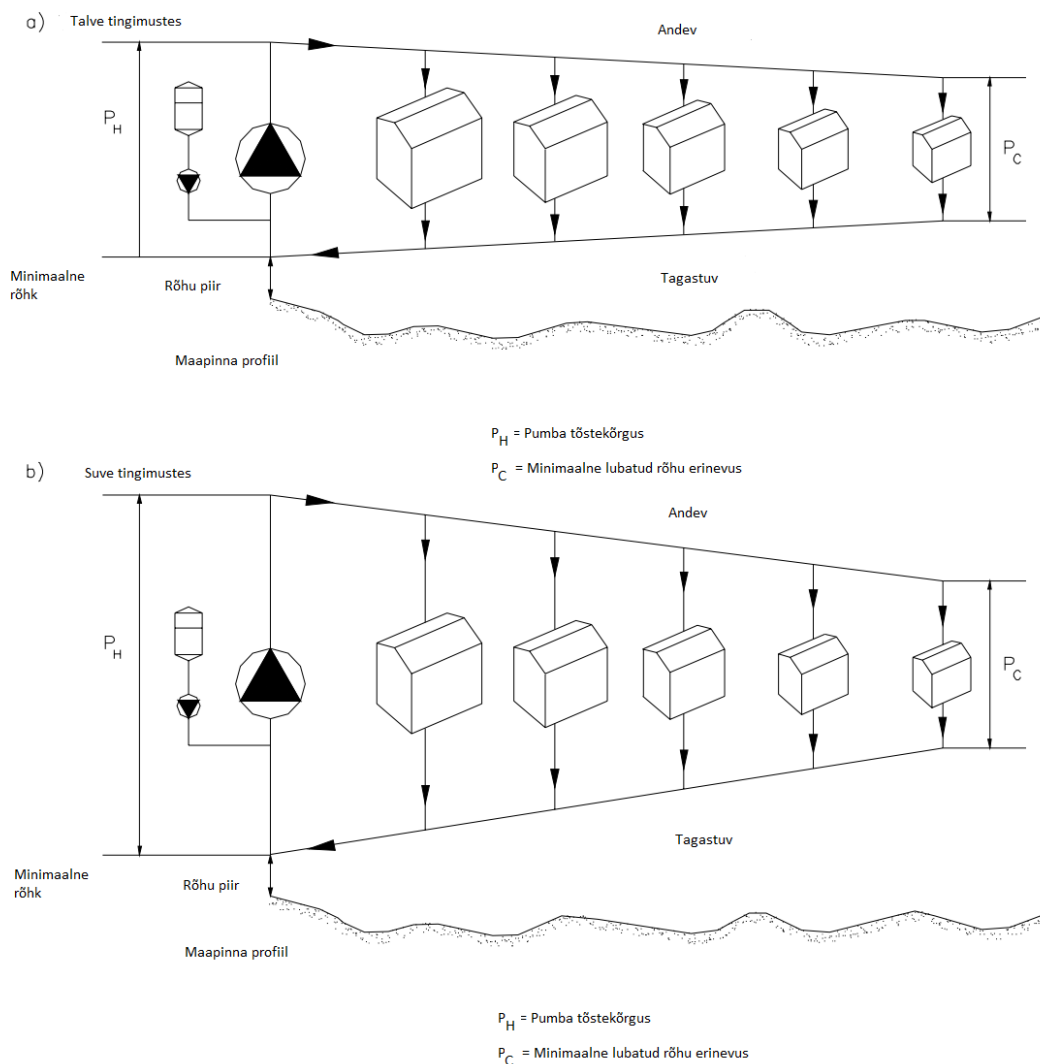 a) Talve tingimustes
Andev
P_H
P_C
Minimaalne
rõhk
Rõhu piir
Tagastuv
Maapinna profiil
P_H = Pumba tõstekõrgus
P_C = Minimaalne lubatud rõhu erinevus
b) Suve tingimustes
Andev
P_H
P_C
Tagastuv
Minimaalne
rõhk
Rõhu piir
Maapinna profiil
P_H = Pumba tõstekõrgus
P_C = Minimaalne lubatud rõhu erinevus